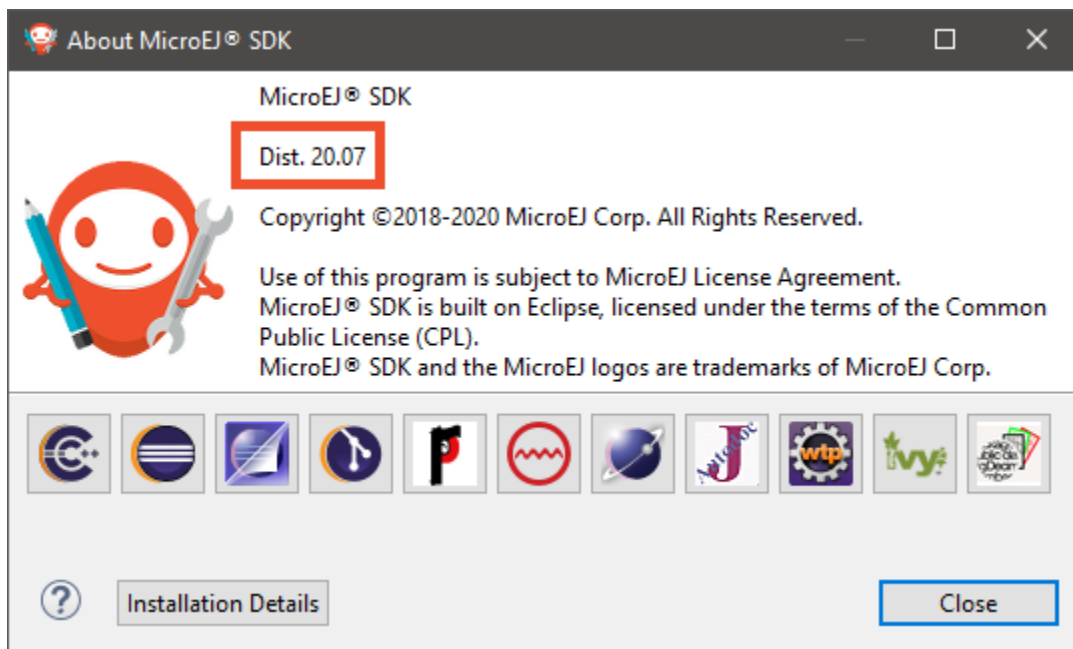 About MicroEJ® SDK
MicroEJ® SDK
Dist. 20.07
Copyright ©2018-2020 MicroEJ Corp. All Rights Reserved.
Use of this program is subject to MicroEJ License Agreement.
MicroEJ® SDK is built on Eclipse, licensed under the terms of the Common
Public License (CPL).
MicroEJ® SDK and the MicroEJ logos are trademarks of MicroEJ Corp.
Autodoc J
wtp
ivy
?
Installation Details
Close